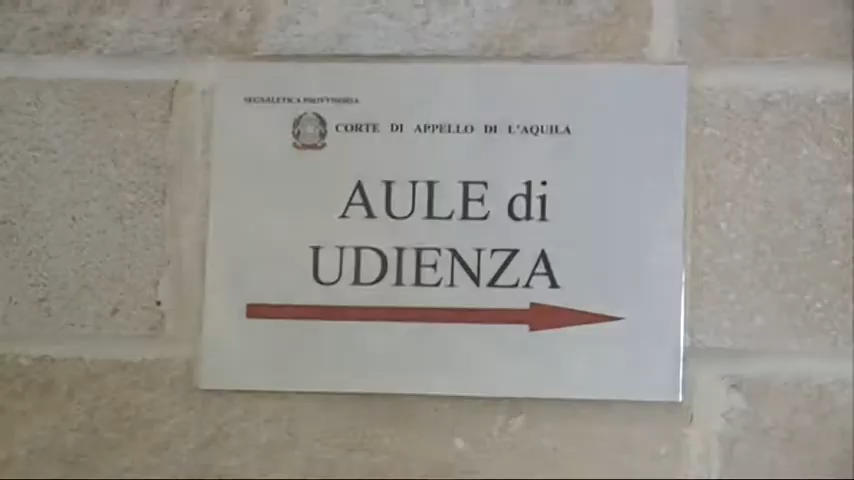 SEGNALETICA PROVVISORIA
CORTE DI APPELLO DI L'AQUILA
AULE di
UDIENZA